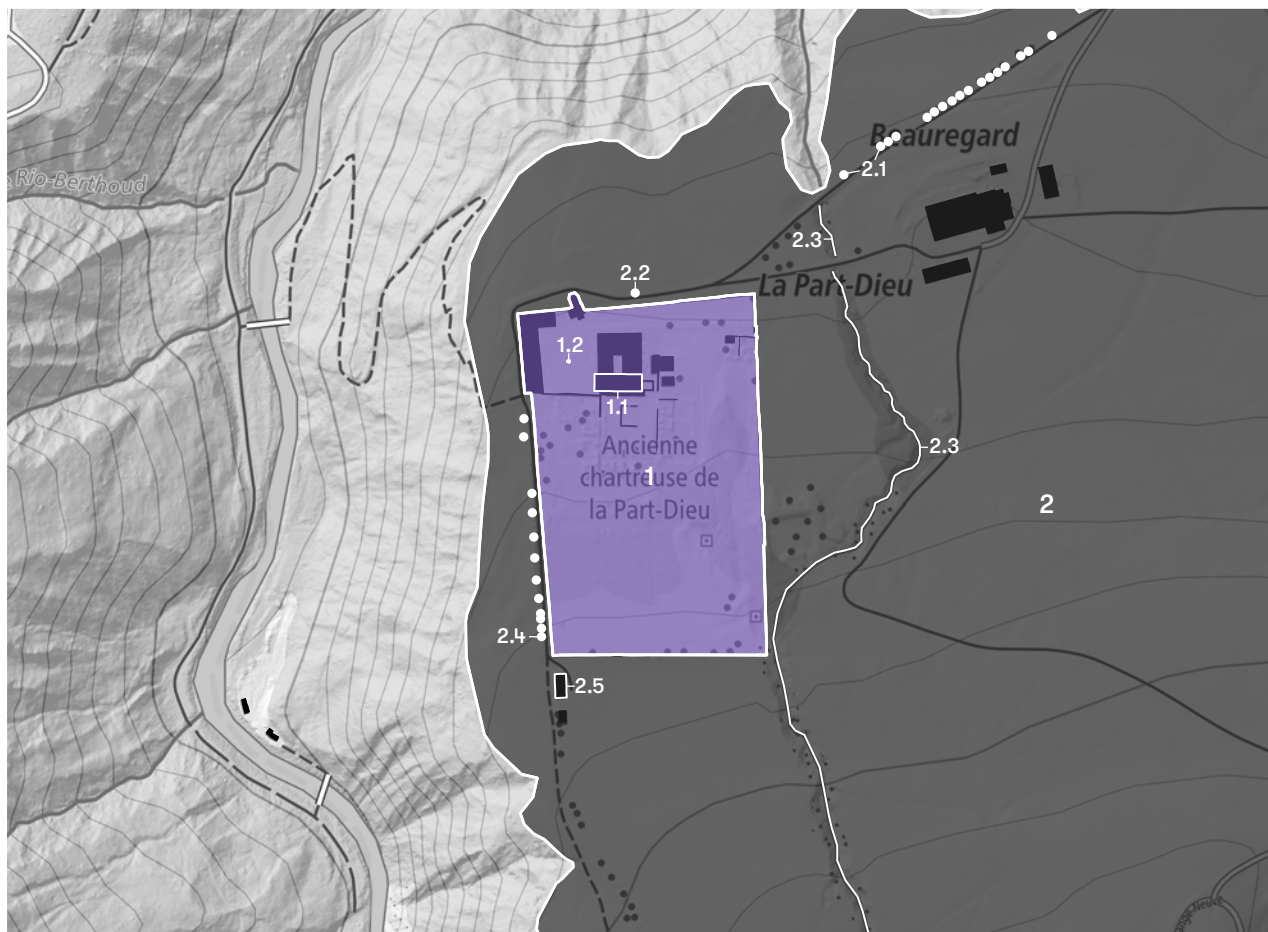 Beauregard
2.1
Rio-Berthoud
2.3
La Part-Dieu
2.2
1.2
1.1
Ancienne
chartreuse de
la Part-Dieu
1
2.3
2
2.4
2.5